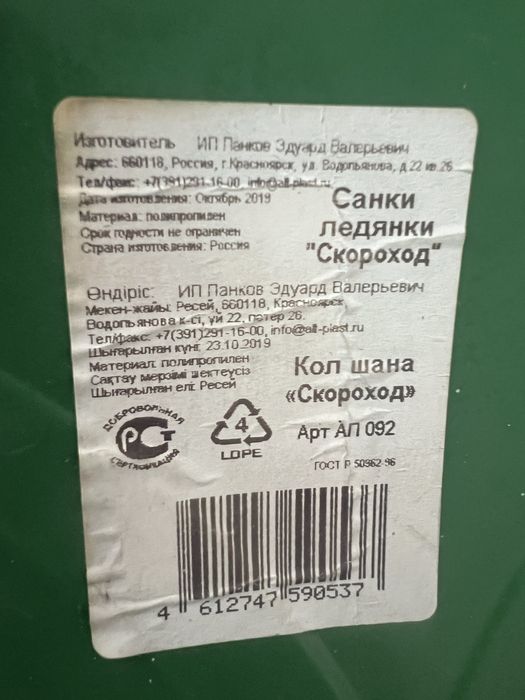 Изготовитель ИП Панков Эдуард Валерьевич
Адрес: 660118, Россия, г.Красноярск, ул. Водопьянова, д.22 кв.26
Тел/факс: +7(391)291-16-00, info@alt-plast.ru
Дата изготовления: Октябрь 2019
Материал: полипропилен
Срок годности не ограничен
Страна изготовления: Россия
Санки
ледянки
"Скороход"
Өндіріс: ИП Панков Эдуард Валерьевич
Мекен-жайы: Ресей, 660118, Красноярск
Водопьянова к-сі, үй 22, пәтер 26.
Тел/факс: +7(391)291-16-00, info@alt-plast.ru
Шығарылған күні: 23.10.2019
Материал: полипропилен
Сақтау мерзімі шектеусіз
Шығарылған елі: Ресей
Кол шана
«Скороход»
ДОБРОВОЛЬНАЯ
РСТ
СЕРТИФИКАЦИЯ
4
LDPE
Арт АЛ 092
ГОСТ Р 50962-96
4 612747 590537